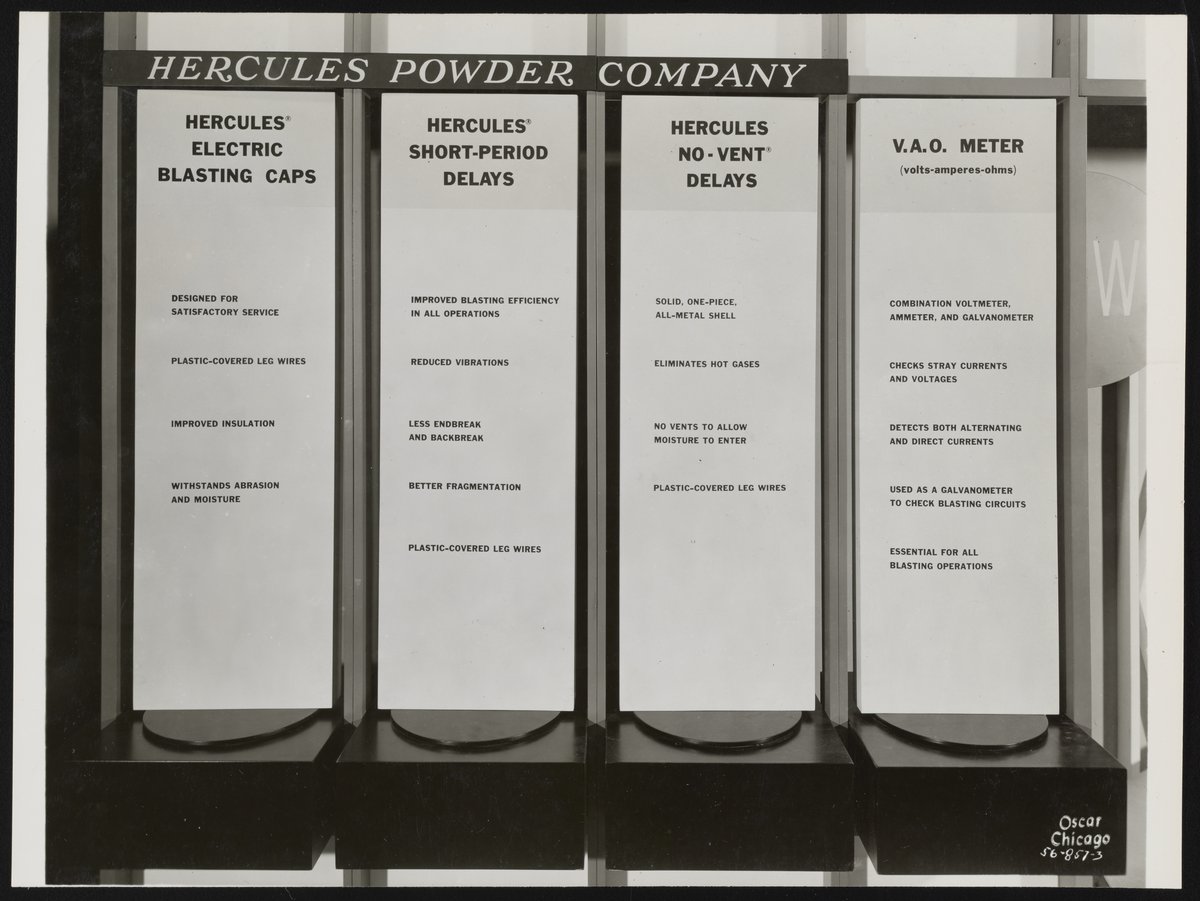 HERCULES POWDER COMPANY
HERCULES®
ELECTRIC
BLASTING CAPS
DESIGNED FOR
SATISFACTORY SERVICE
PLASTIC-COVERED LEG WIRES
IMPROVED INSULATION
WITHSTANDS ABRASION
AND MOISTURE
HERCULES®
SHORT-PERIOD
DELAYS
IMPROVED BLASTING EFFICIENCY
IN ALL OPERATIONS
REDUCED VIBRATIONS
LESS ENDBREAK
AND BACKBREAK
BETTER FRAGMENTATION
PLASTIC-COVERED LEG WIRES
HERCULES
NO-VENT®
DELAYS
SOLID, ONE-PIECE,
ALL-METAL SHELL
ELIMINATES HOT GASES
NO VENTS TO ALLOW
MOISTURE TO ENTER
PLASTIC-COVERED LEG WIRES
V.A.O. METER
(volts-amperes-ohms)
COMBINATION VOLTMETER,
AMMETER, AND GALVANOMETER
CHECKS STRAY CURRENTS
AND VOLTAGES
DETECTS BOTH ALTERNATING
AND DIRECT CURRENTS
USED AS A GALVANOMETER
TO CHECK BLASTING CIRCUITS
ESSENTIAL FOR ALL
BLASTING OPERATIONS
W
Oscar
Chicago
56-857-3